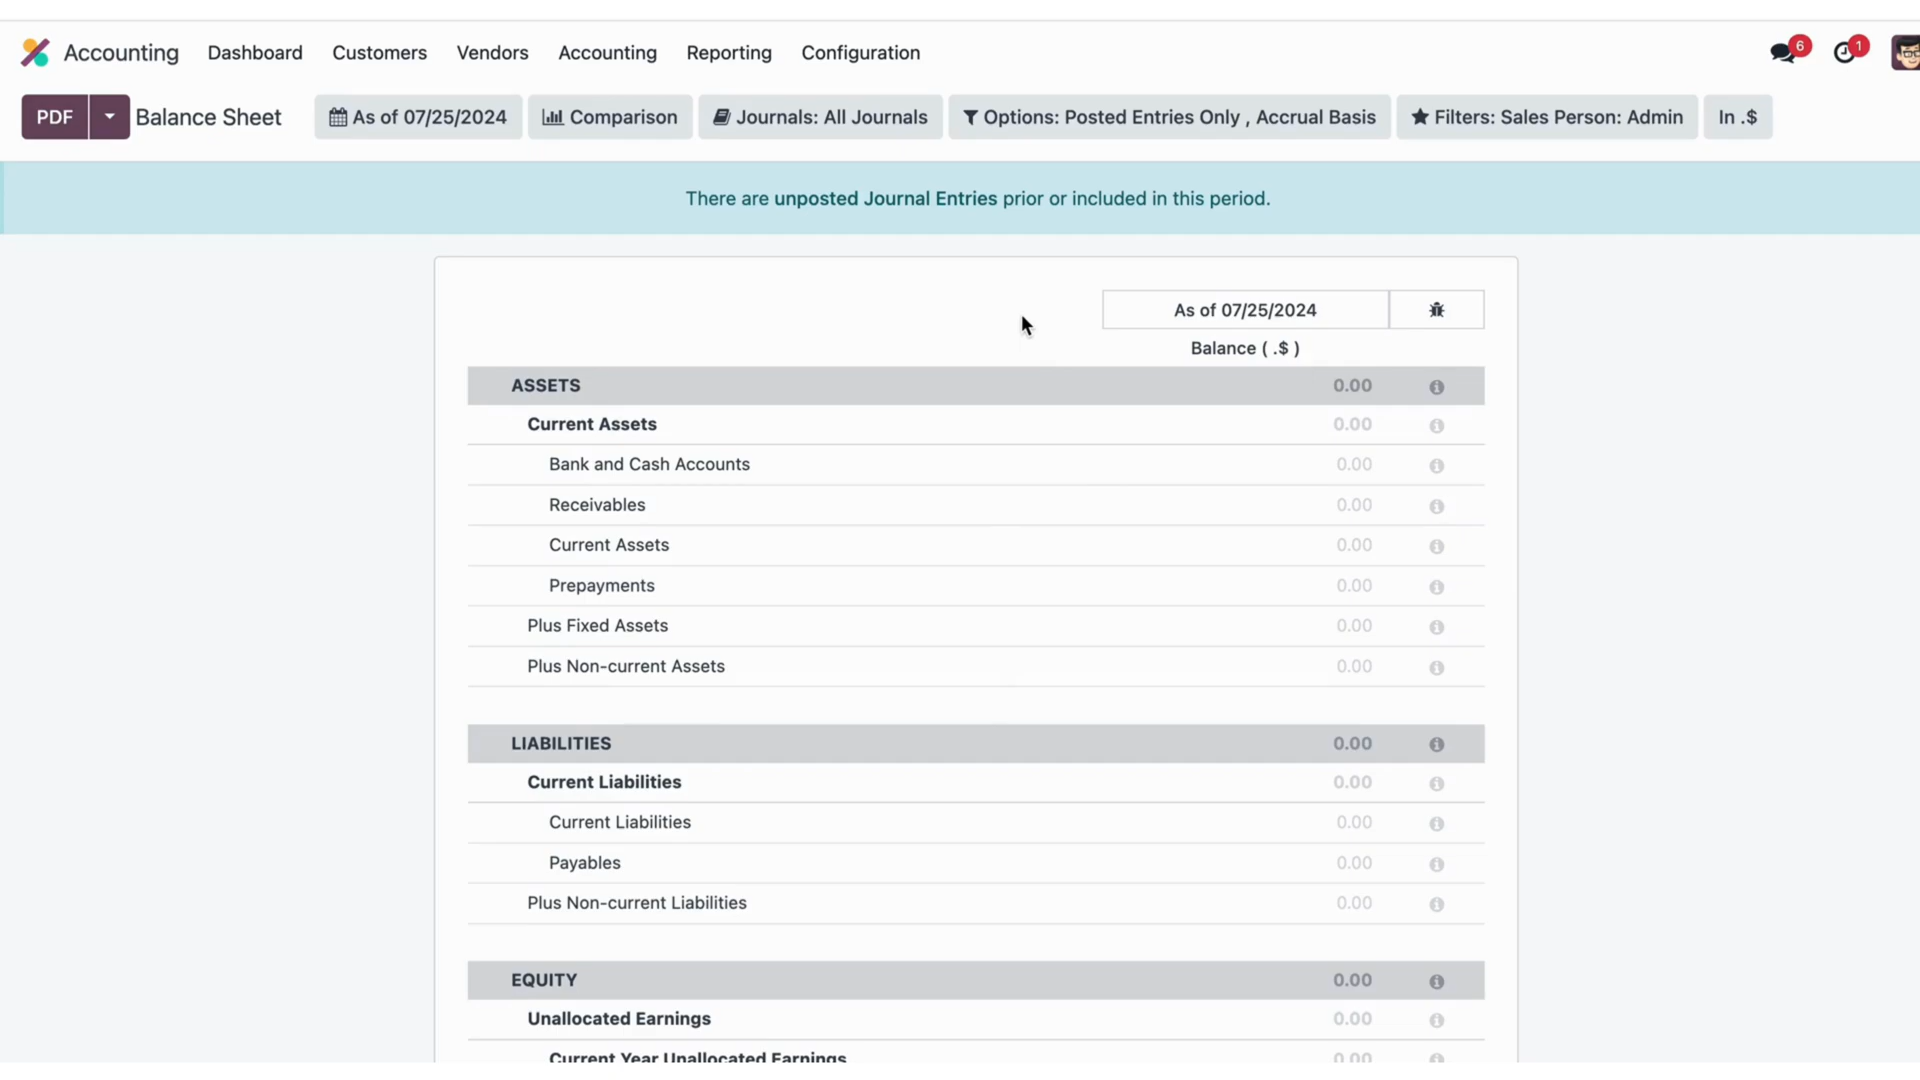 Accounting Dashboard Customers Vendors Accounting Reporting Configuration 6 1
PDF Balance Sheet As of 07/25/2024 Comparison Journals: All Journals Options: Posted Entries Only , Accrual Basis Filters: Sales Person: Admin In .$
There are unposted Journal Entries prior or included in this period.
As of 07/25/2024
Balance ( .$ )
ASSETS 0.00
Current Assets 0.00
Bank and Cash Accounts 0.00
Receivables 0.00
Current Assets 0.00
Prepayments 0.00
Plus Fixed Assets 0.00
Plus Non-current Assets 0.00
LIABILITIES 0.00
Current Liabilities 0.00
Current Liabilities 0.00
Payables 0.00
Plus Non-current Liabilities 0.00
EQUITY 0.00
Unallocated Earnings 0.00
Current Year Unallocated Earnings 0.00